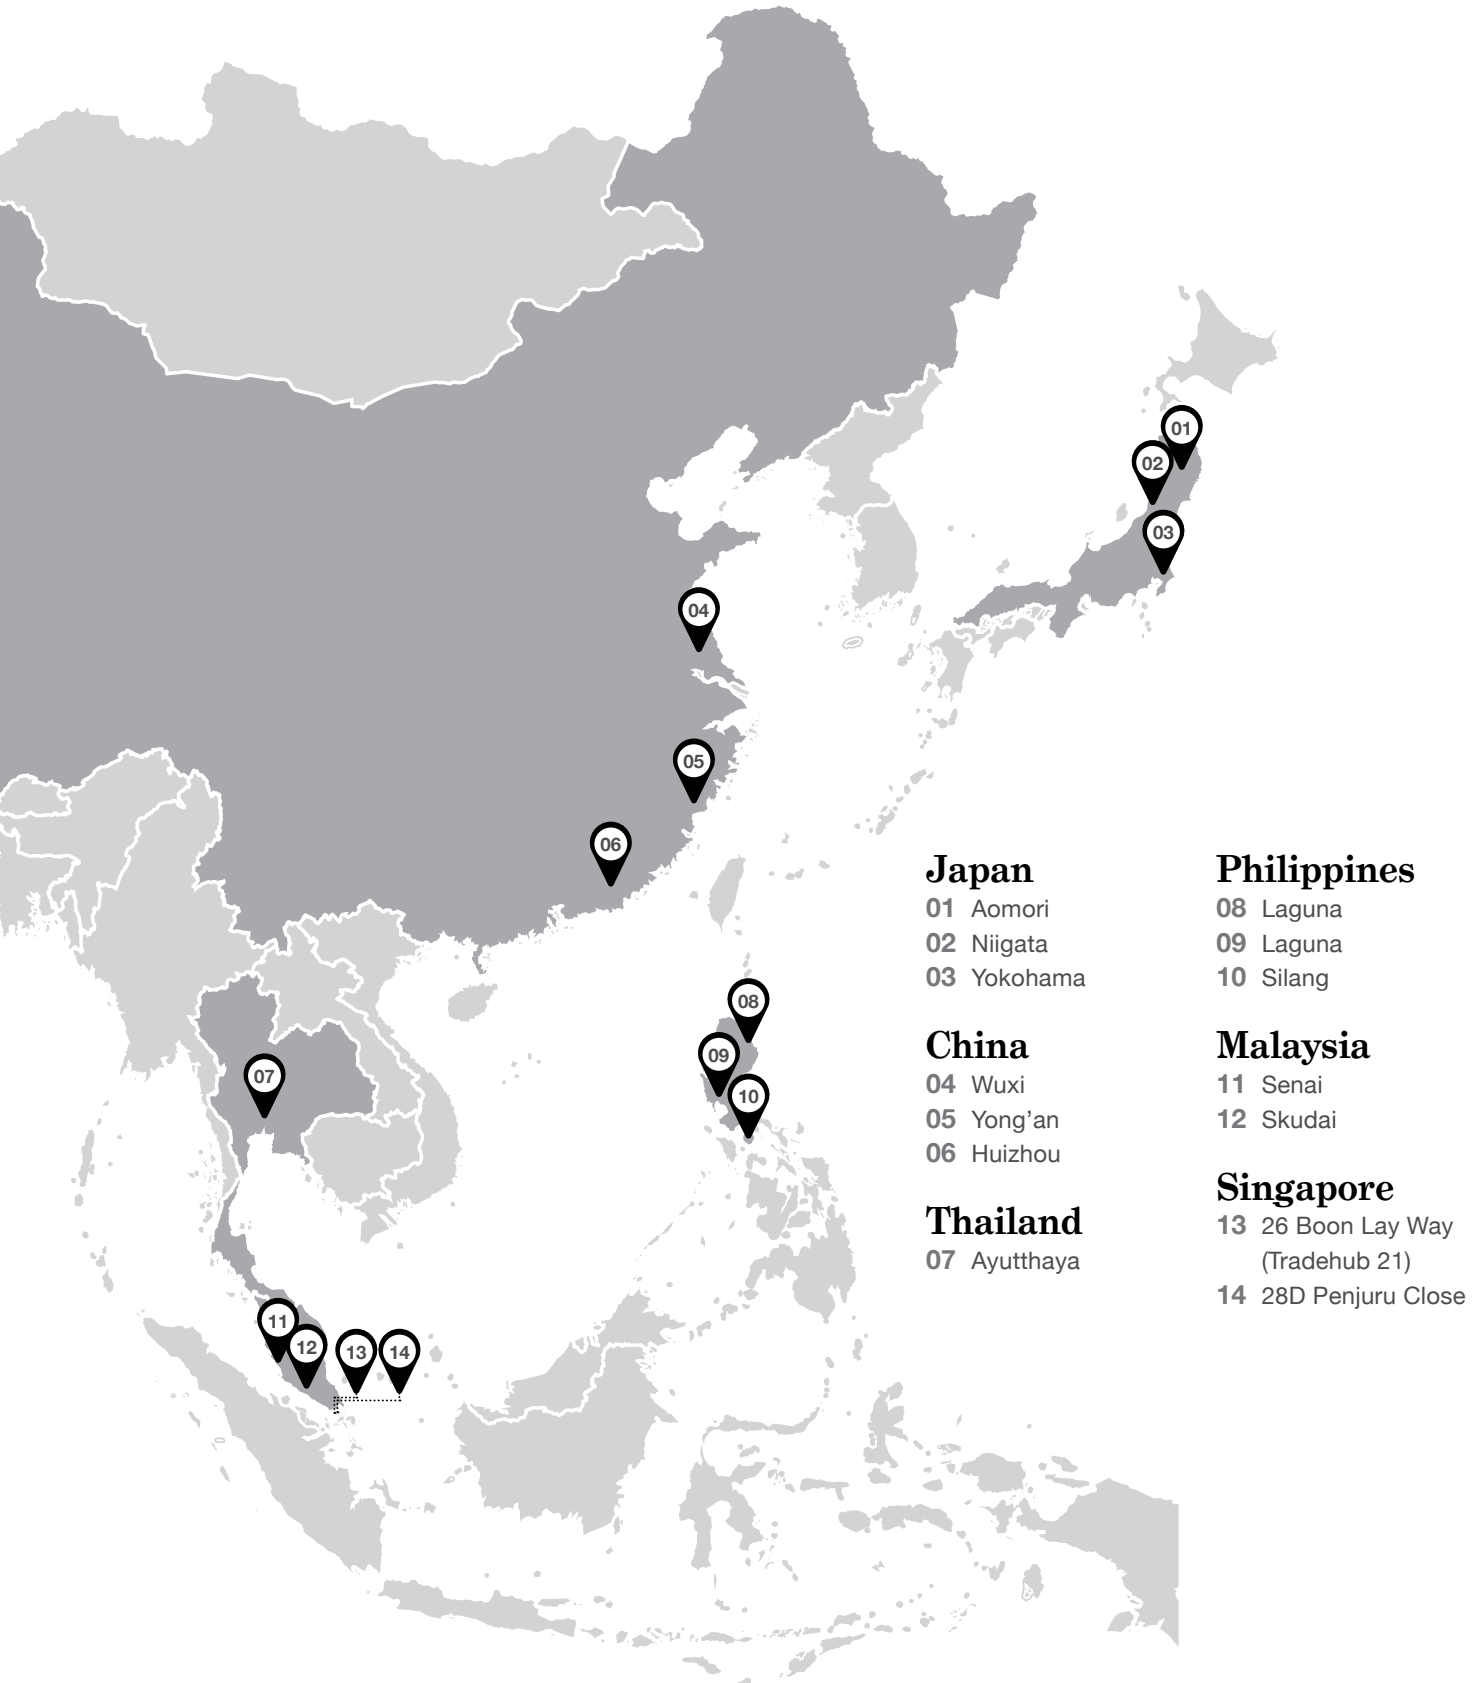 01
02
03
04
05
06
07
08
09
10
11
12
13
14
Japan
01 Aomori
02 Niigata
03 Yokohama
China
04 Wuxi
05 Yong’an
06 Huizhou
Thailand
07 Ayutthaya
Philippines
08 Laguna
09 Laguna
10 Silang
Malaysia
11 Senai
12 Skudai
Singapore
13 26 Boon Lay Way
(Tradehub 21)
14 28D Penjuru Close